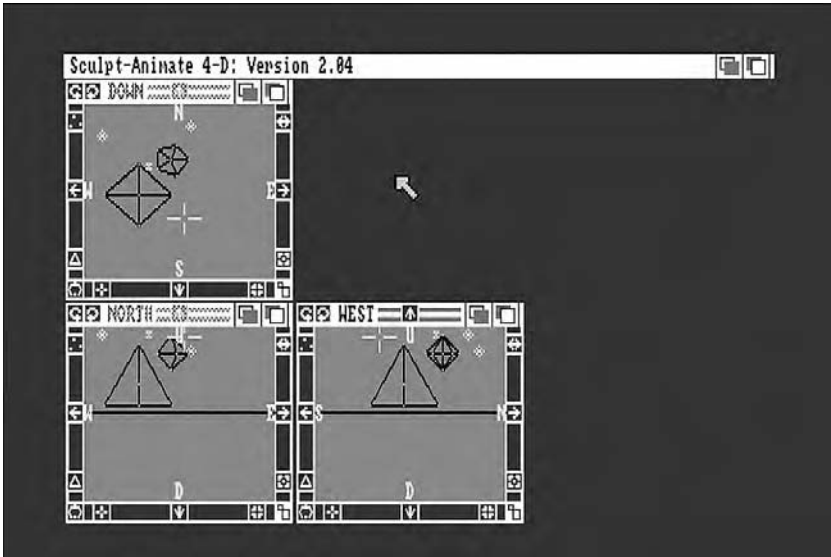 Sculpt-Animate 4-D: Version 2.04
DOWN
N
W E
S
NORTH WEST
U U
W E S N
D D